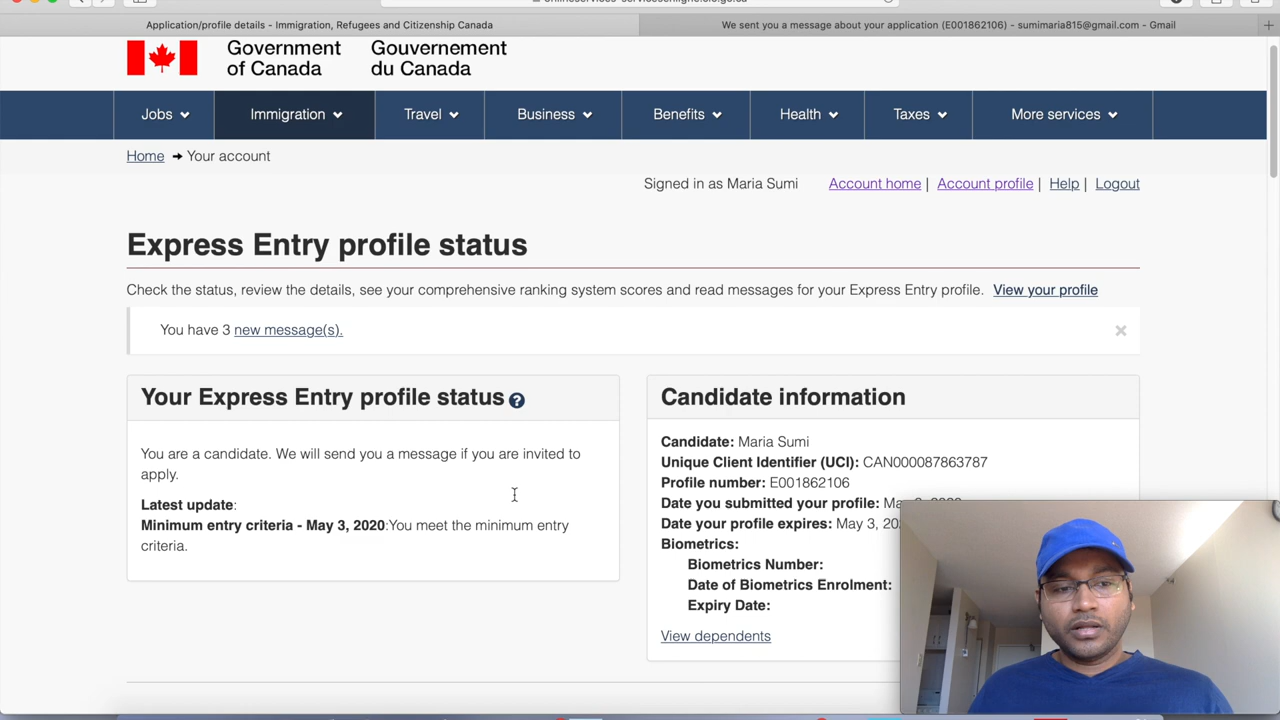 Application/profile details - Immigration, Refugees and Citizenship Canada
We sent you a message about your application (E001862106) - sumimaria815@gmail.com - Gmail
Government of Canada
Gouvernement du Canada
Jobs
Immigration
Travel
Business
Benefits
Health
Taxes
More services
Home ➔ Your account
Signed in as Maria Sumi Account home | Account profile | Help | Logout
Express Entry profile status
Check the status, review the details, see your comprehensive ranking system scores and read messages for your Express Entry profile. View your profile
You have 3 new message(s).
Your Express Entry profile status
You are a candidate. We will send you a message if you are invited to
apply.
Latest update:
Minimum entry criteria - May 3, 2020:You meet the minimum entry
criteria.
Candidate information
Candidate: Maria Sumi
Unique Client Identifier (UCI): CAN000087863787
Profile number: E001862106
Date you submitted your profile:
Date your profile expires: May 3,
Biometrics:
Biometrics Number:
Date of Biometrics Enrolment:
Expiry Date:
View dependents